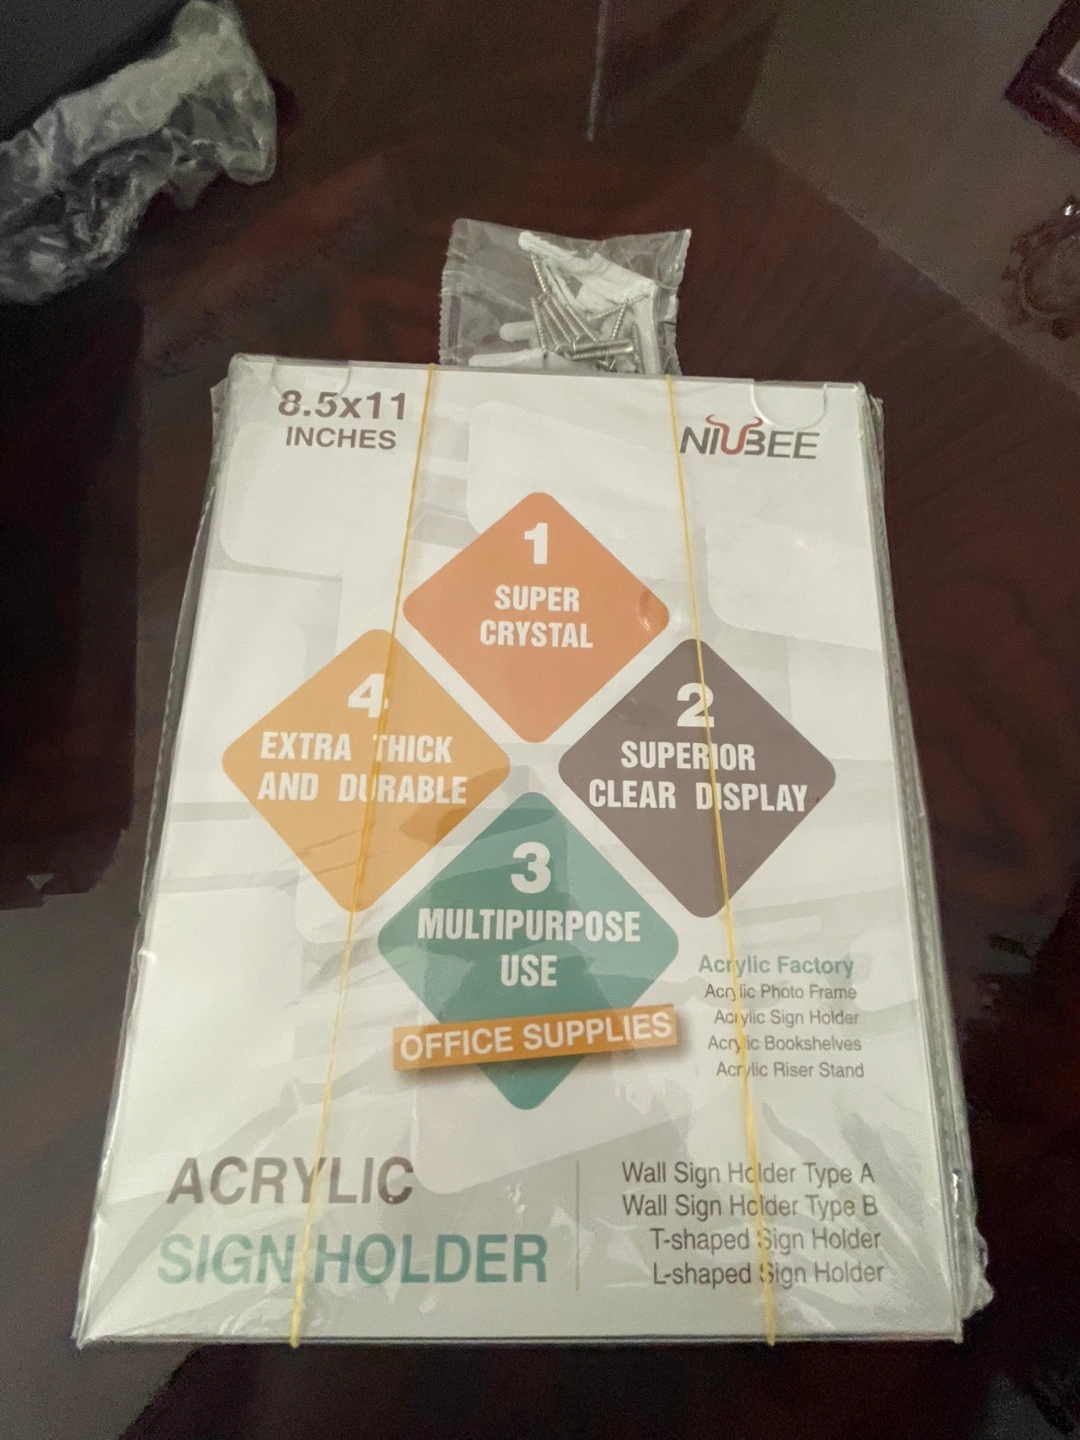 8.5x11
INCHES
NIUBEE
1
SUPER
CRYSTAL
4
EXTRA THICK
AND DURABLE
2
SUPERIOR
CLEAR DISPLAY
3
MULTIPURPOSE
USE
OFFICE SUPPLIES
Acrylic Factory
Acrylic Photo Frame
Acrylic Sign Holder
Acrylic Bookshelves
Acrylic Riser Stand
ACRYLIC
SIGN HOLDER
Wall Sign Holder Type A
Wall Sign Holder Type B
T-shaped Sign Holder
L-shaped Sign Holder